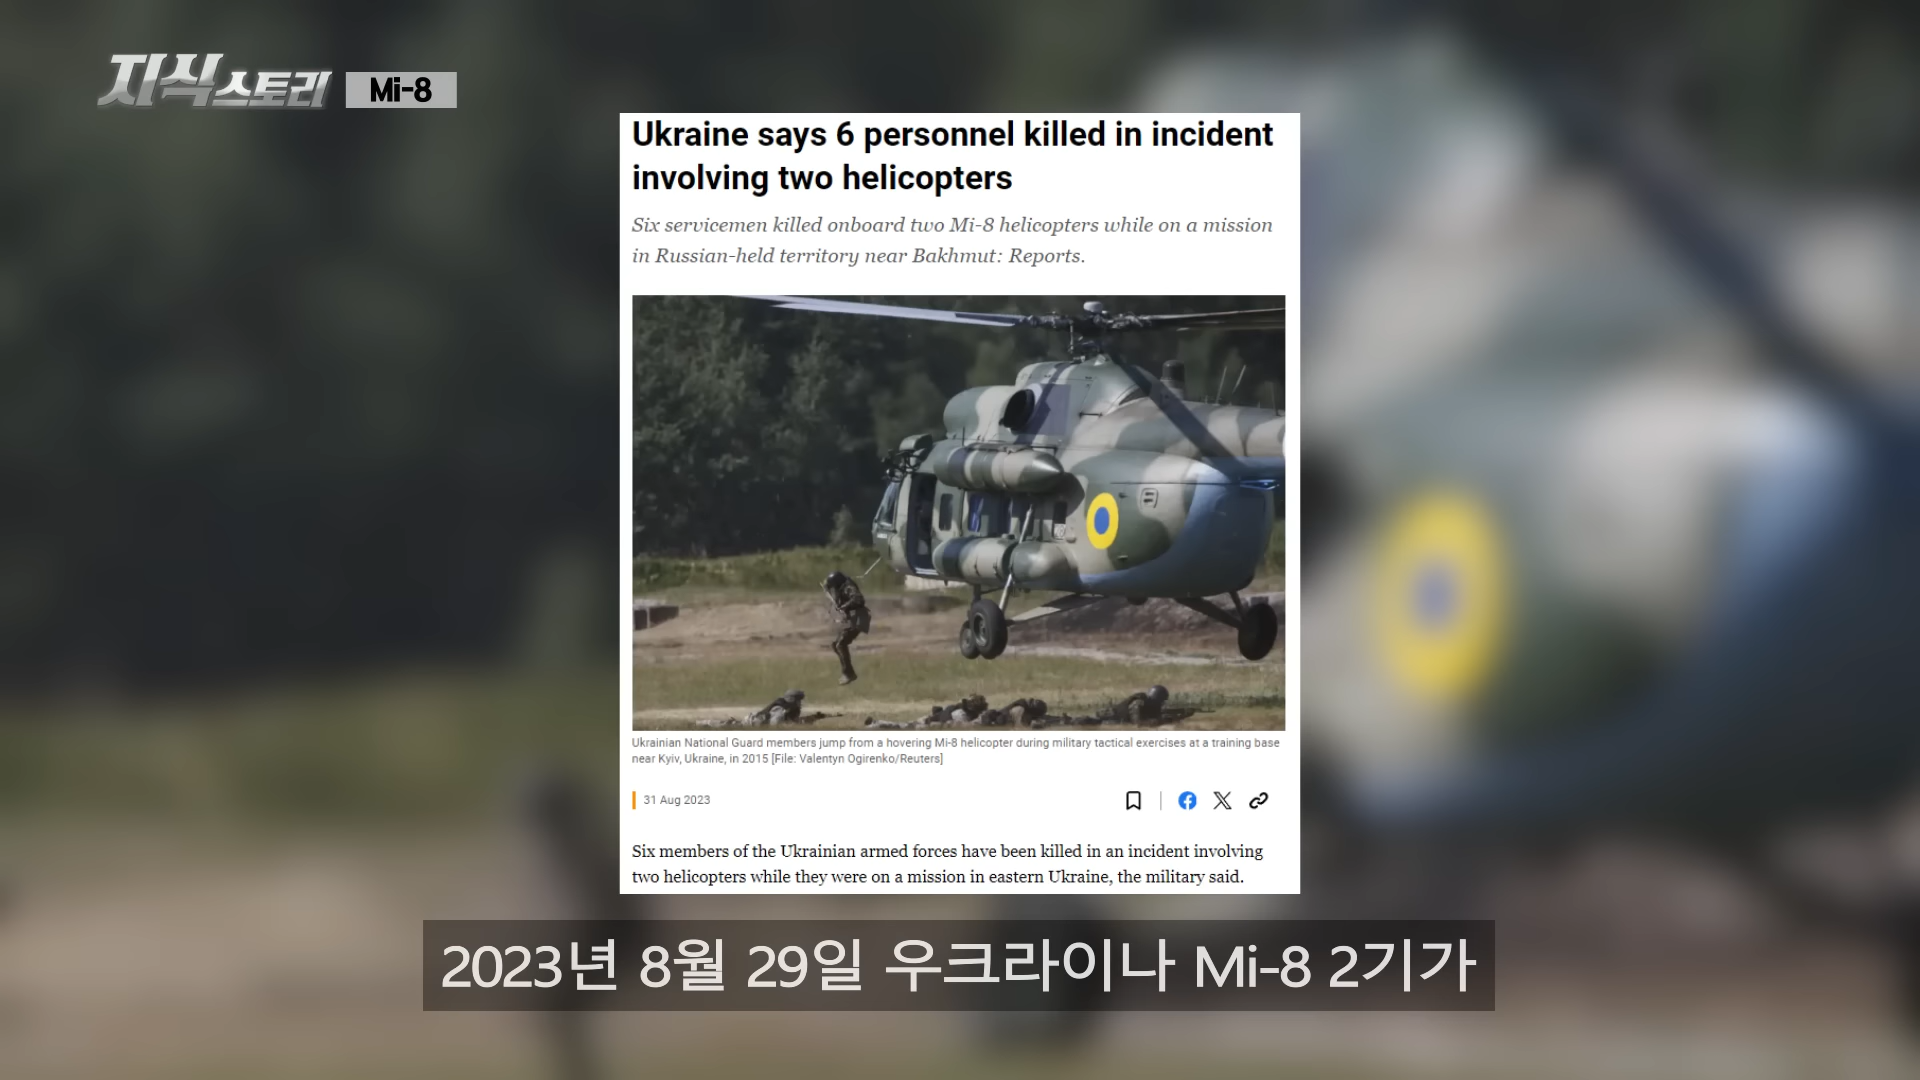 지식스토리 Mi-8
Ukraine says 6 personnel killed in incident
involving two helicopters
Six servicemen killed onboard two Mi-8 helicopters while on a mission
in Russian-held territory near Bakhmut: Reports.
Ukrainian National Guard members jump from a hovering Mi-8 helicopter during military tactical exercises at a training base
near Kyiv, Ukraine, in 2015 [File: Valentyn Ogirenko/Reuters]
31 Aug 2023
Six members of the Ukrainian armed forces have been killed in an incident involving
two helicopters while they were on a mission in eastern Ukraine, the military said.
2023년 8월 29일 우크라이나 Mi-8 2기가